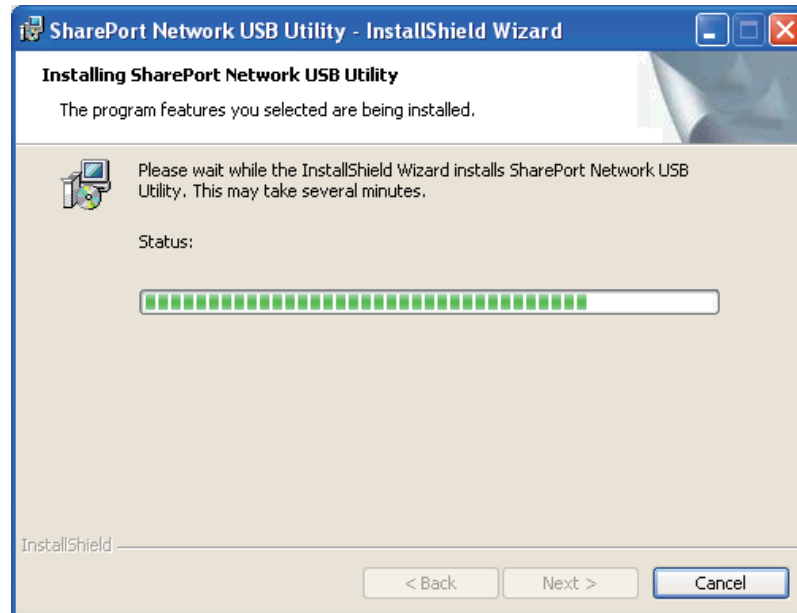 SharePort Network USB Utility - InstallShield Wizard
Installing SharePort Network USB Utility
The program features you selected are being installed.
Please wait while the InstallShield Wizard installs SharePort Network USB
Utility. This may take several minutes.
Status:
InstallShield
< Back
Next >
Cancel